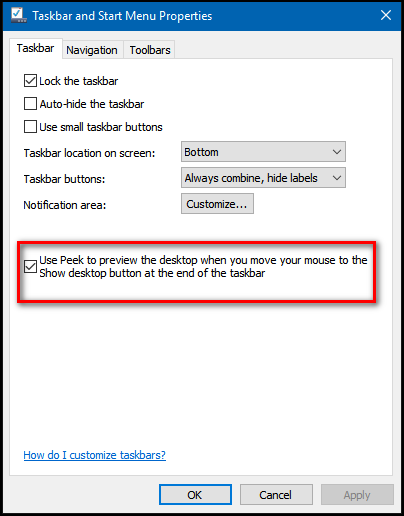 Taskbar and Start Menu Properties
Taskbar Navigation Toolbars
Lock the taskbar
Auto-hide the taskbar
Use small taskbar buttons
Taskbar location on screen: Bottom
Taskbar buttons: Always combine, hide labels
Notification area: Customize...
Use Peek to preview the desktop when you move your mouse to the
Show desktop button at the end of the taskbar
How do I customize taskbars?
OK Cancel Apply